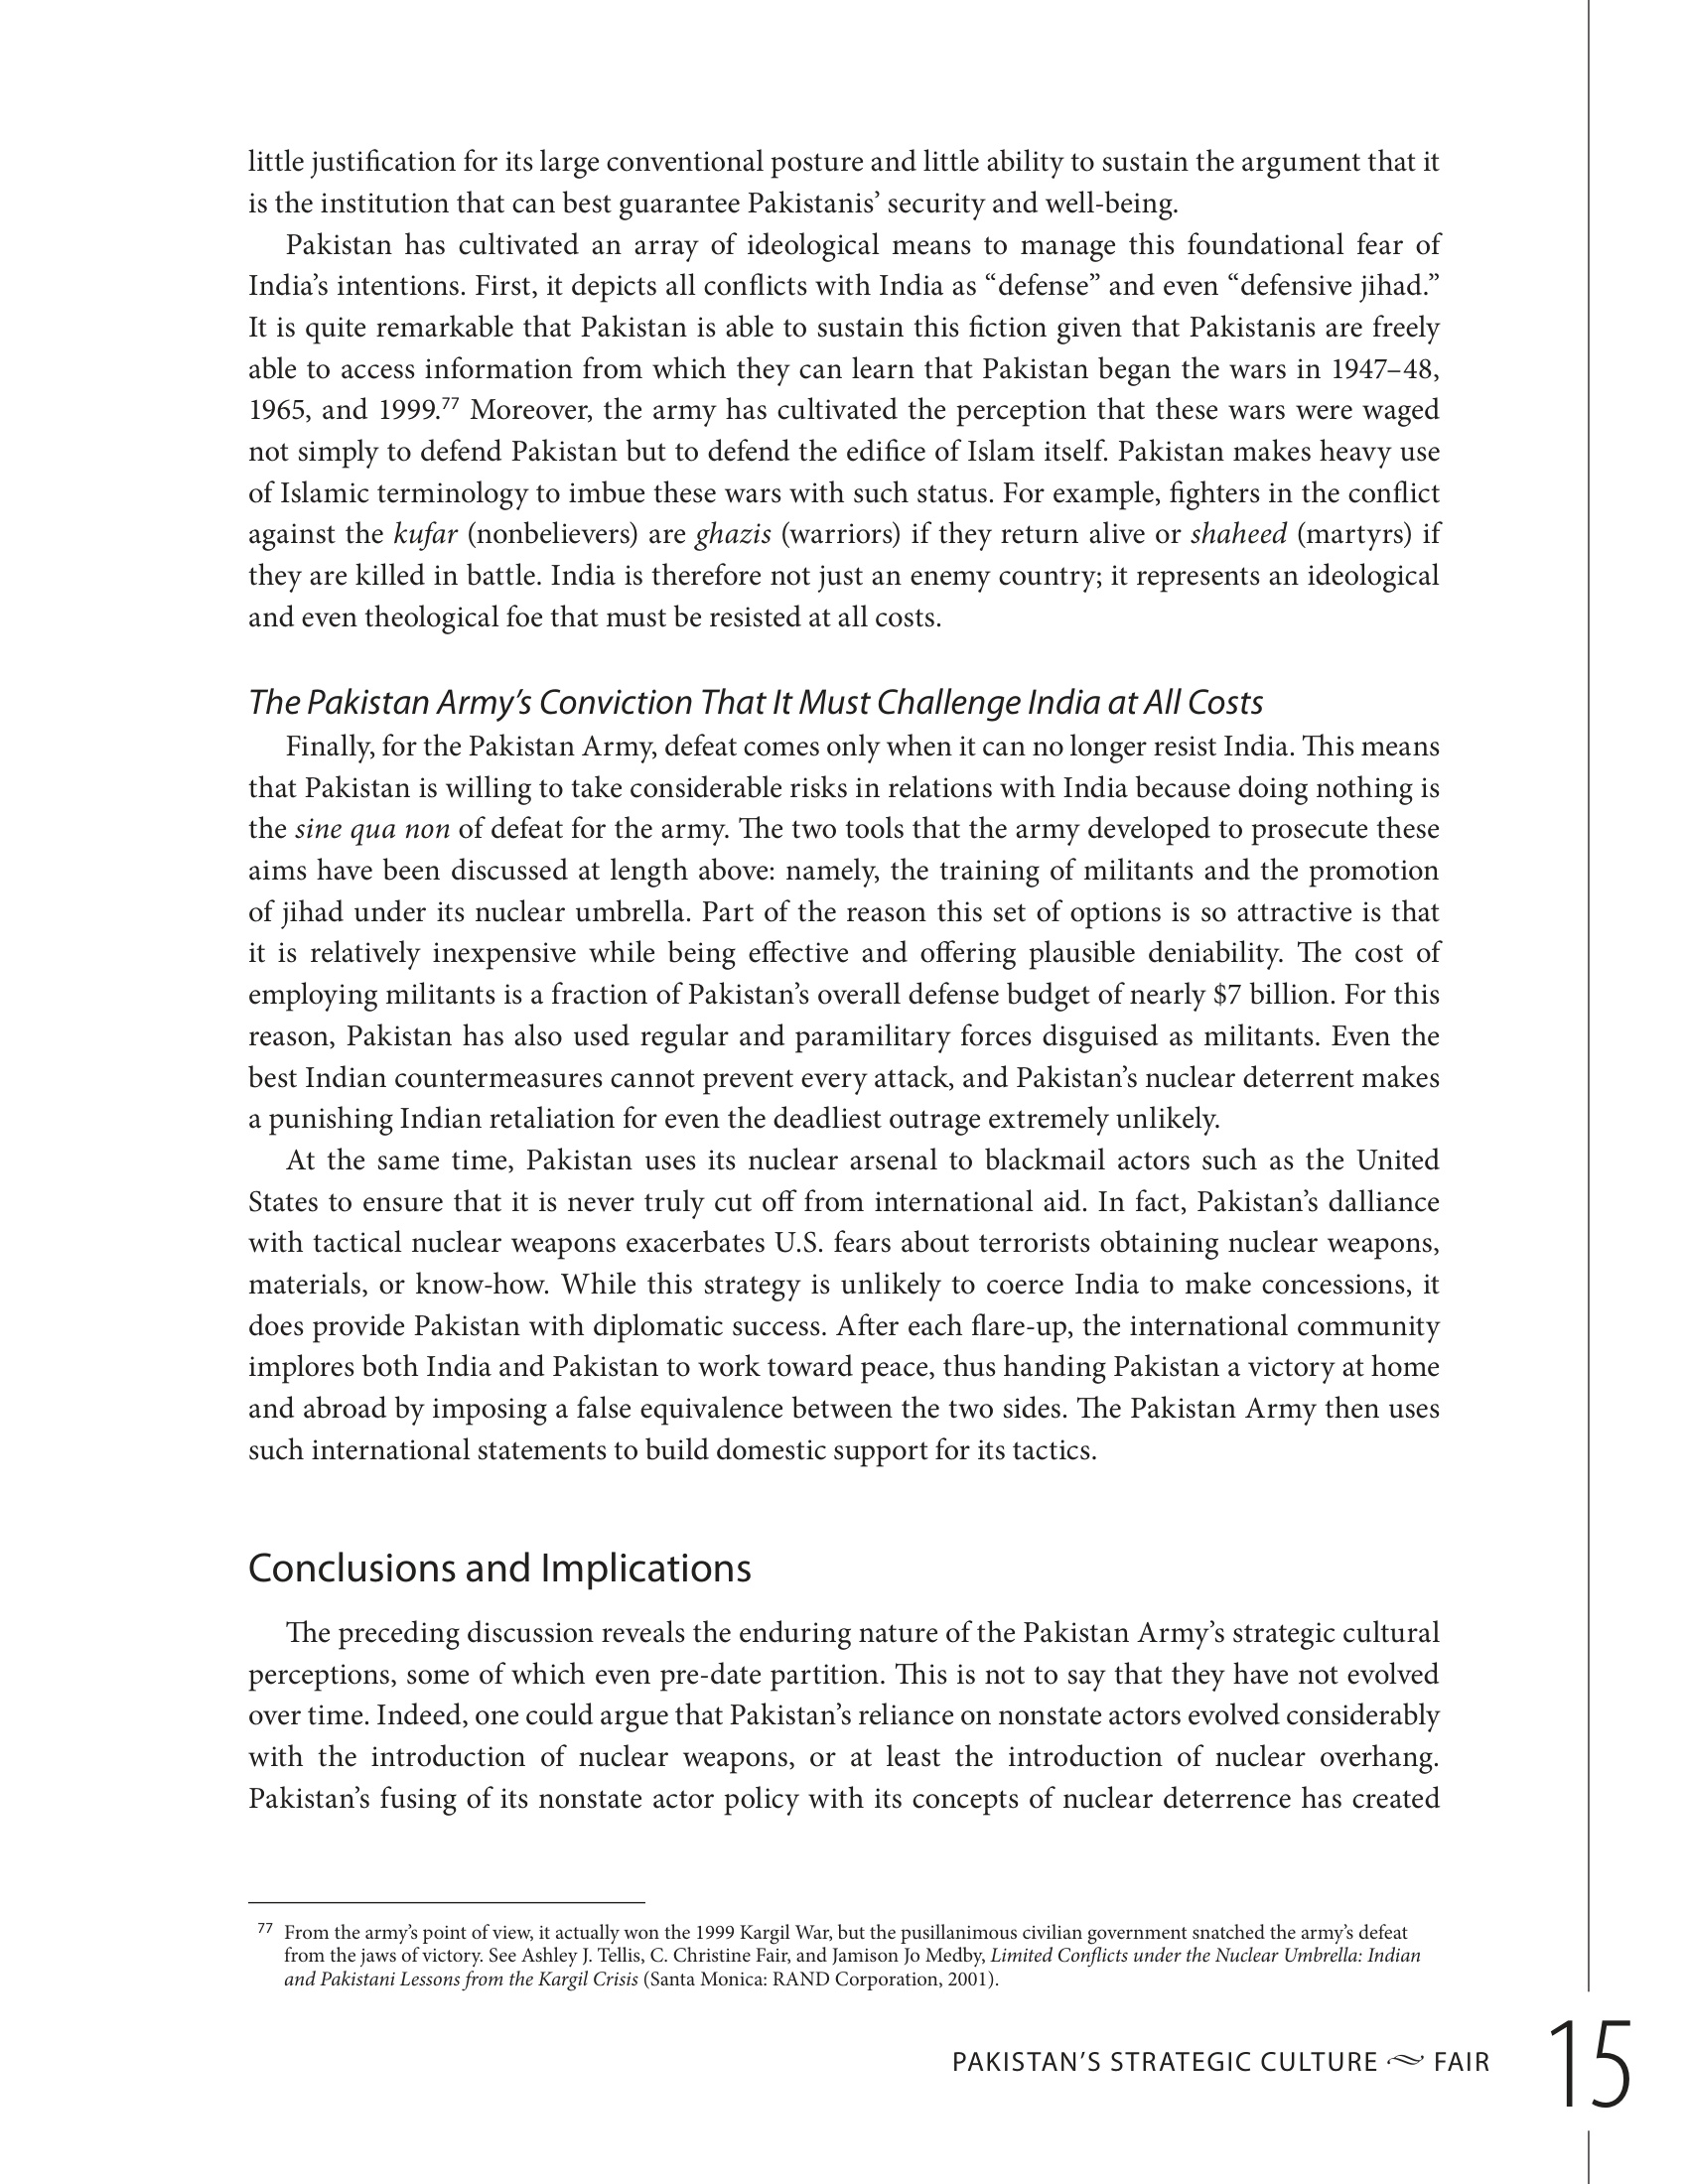 little justification for its large conventional posture and little ability to sustain the argument that it
is the institution that can best guarantee Pakistanis’ security and well-being.
Pakistan has cultivated an array of ideological means to manage this foundational fear of
India’s intentions. First, it depicts all conflicts with India as “defense” and even “defensive jihad.”
It is quite remarkable that Pakistan is able to sustain this fiction given that Pakistanis are freely
able to access information from which they can learn that Pakistan began the wars in 1947–48,
1965, and 1999.77 Moreover, the army has cultivated the perception that these wars were waged
not simply to defend Pakistan but to defend the edifice of Islam itself. Pakistan makes heavy use
of Islamic terminology to imbue these wars with such status. For example, fighters in the conflict
against the kufar (nonbelievers) are ghazis (warriors) if they return alive or shaheed (martyrs) if
they are killed in battle. India is therefore not just an enemy country; it represents an ideological
and even theological foe that must be resisted at all costs.
The Pakistan Army’s Conviction That It Must Challenge India at All Costs
Finally, for the Pakistan Army, defeat comes only when it can no longer resist India. This means
that Pakistan is willing to take considerable risks in relations with India because doing nothing is
the sine qua non of defeat for the army. The two tools that the army developed to prosecute these
aims have been discussed at length above: namely, the training of militants and the promotion
of jihad under its nuclear umbrella. Part of the reason this set of options is so attractive is that
it is relatively inexpensive while being effective and offering plausible deniability. The cost of
employing militants is a fraction of Pakistan’s overall defense budget of nearly $7 billion. For this
reason, Pakistan has also used regular and paramilitary forces disguised as militants. Even the
best Indian countermeasures cannot prevent every attack, and Pakistan’s nuclear deterrent makes
a punishing Indian retaliation for even the deadliest outrage extremely unlikely.
At the same time, Pakistan uses its nuclear arsenal to blackmail actors such as the United
States to ensure that it is never truly cut off from international aid. In fact, Pakistan’s dalliance
with tactical nuclear weapons exacerbates U.S. fears about terrorists obtaining nuclear weapons,
materials, or know-how. While this strategy is unlikely to coerce India to make concessions, it
does provide Pakistan with diplomatic success. After each flare-up, the international community
implores both India and Pakistan to work toward peace, thus handing Pakistan a victory at home
and abroad by imposing a false equivalence between the two sides. The Pakistan Army then uses
such international statements to build domestic support for its tactics.
Conclusions and Implications
The preceding discussion reveals the enduring nature of the Pakistan Army’s strategic cultural
perceptions, some of which even pre-date partition. This is not to say that they have not evolved
over time. Indeed, one could argue that Pakistan’s reliance on nonstate actors evolved considerably
with the introduction of nuclear weapons, or at least the introduction of nuclear overhang.
Pakistan’s fusing of its nonstate actor policy with its concepts of nuclear deterrence has created
77 From the army’s point of view, it actually won the 1999 Kargil War, but the pusillanimous civilian government snatched the army’s defeat
from the jaws of victory. See Ashley J. Tellis, C. Christine Fair, and Jamison Jo Medby, Limited Conflicts under the Nuclear Umbrella: Indian
and Pakistani Lessons from the Kargil Crisis (Santa Monica: RAND Corporation, 2001).
PAKISTAN’S STRATEGIC CULTURE ~ FAIR
15